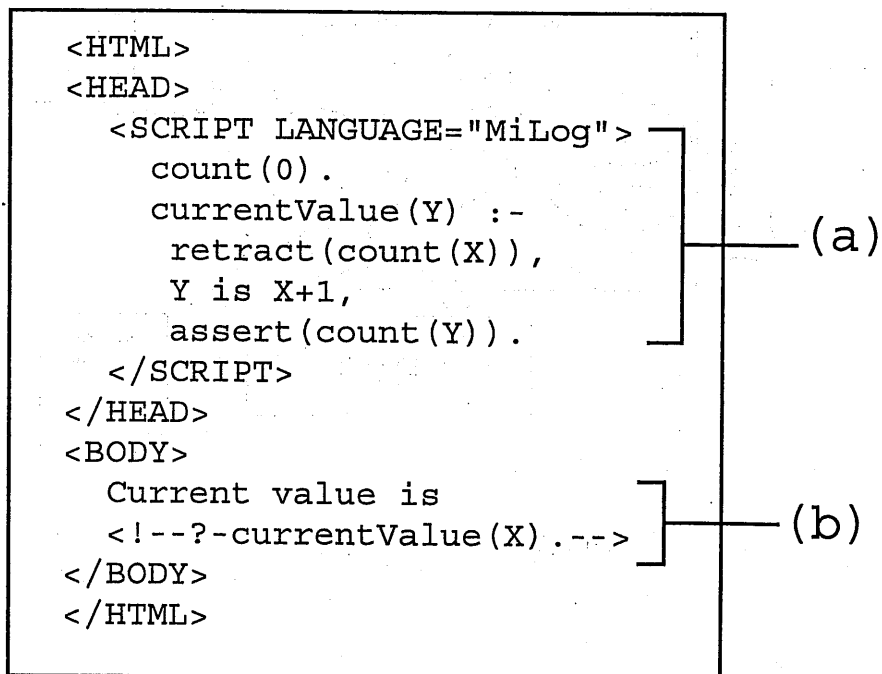 <HTML>
<HEAD>
<SCRIPT LANGUAGE="MiLog">
count(0).
currentValue(Y) :-
retract(count(X)),
Y is X+1,
assert(count(Y)).
</SCRIPT>
(a)
</HEAD>
<BODY>
Current value is
<!--?-currentValue(X).-->
(b)
</BODY>
</HTML>